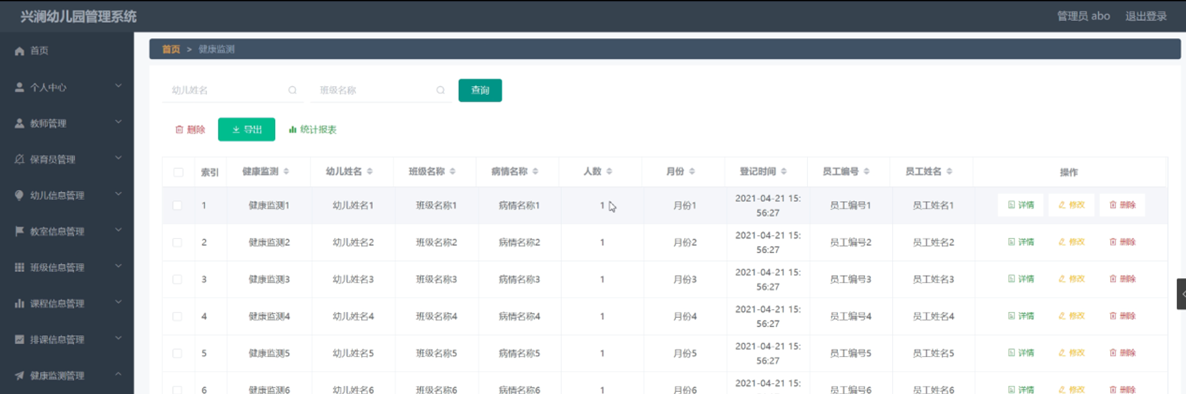 兴澜幼儿园管理系统 管理员 abo 退出登录
首页 首页 > 健康监测
个人中心 幼儿姓名 班级名称 查询
教师管理 删除 导出 统计报表
保育员管理
幼儿信息管理
教室信息管理
班级信息管理
课程信息管理
排课信息管理
健康监测管理
索引 健康监测 幼儿姓名 班级名称 病情名称 人数 月份 登记时间 员工编号 员工姓名 操作
1 健康监测1 幼儿姓名1 班级名称1 病情名称1 1 月份1 2021-04-21 15:56:27 员工编号1 员工姓名1 详情 修改 删除
2 健康监测2 幼儿姓名2 班级名称2 病情名称2 1 月份2 2021-04-21 15:56:27 员工编号2 员工姓名2 详情 修改 删除
3 健康监测3 幼儿姓名3 班级名称3 病情名称3 1 月份3 2021-04-21 15:56:27 员工编号3 员工姓名3 详情 修改 删除
4 健康监测4 幼儿姓名4 班级名称4 病情名称4 1 月份4 2021-04-21 15:56:27 员工编号4 员工姓名4 详情 修改 删除
5 健康监测5 幼儿姓名5 班级名称5 病情名称5 1 月份5 2021-04-21 15:56:27 员工编号5 员工姓名5 详情 修改 删除
6 健康监测6 幼儿姓名6 班级名称6 病情名称6 1 月份6 2021-04-21 15: 员工编号6 员工姓名6 详情 修改 删除